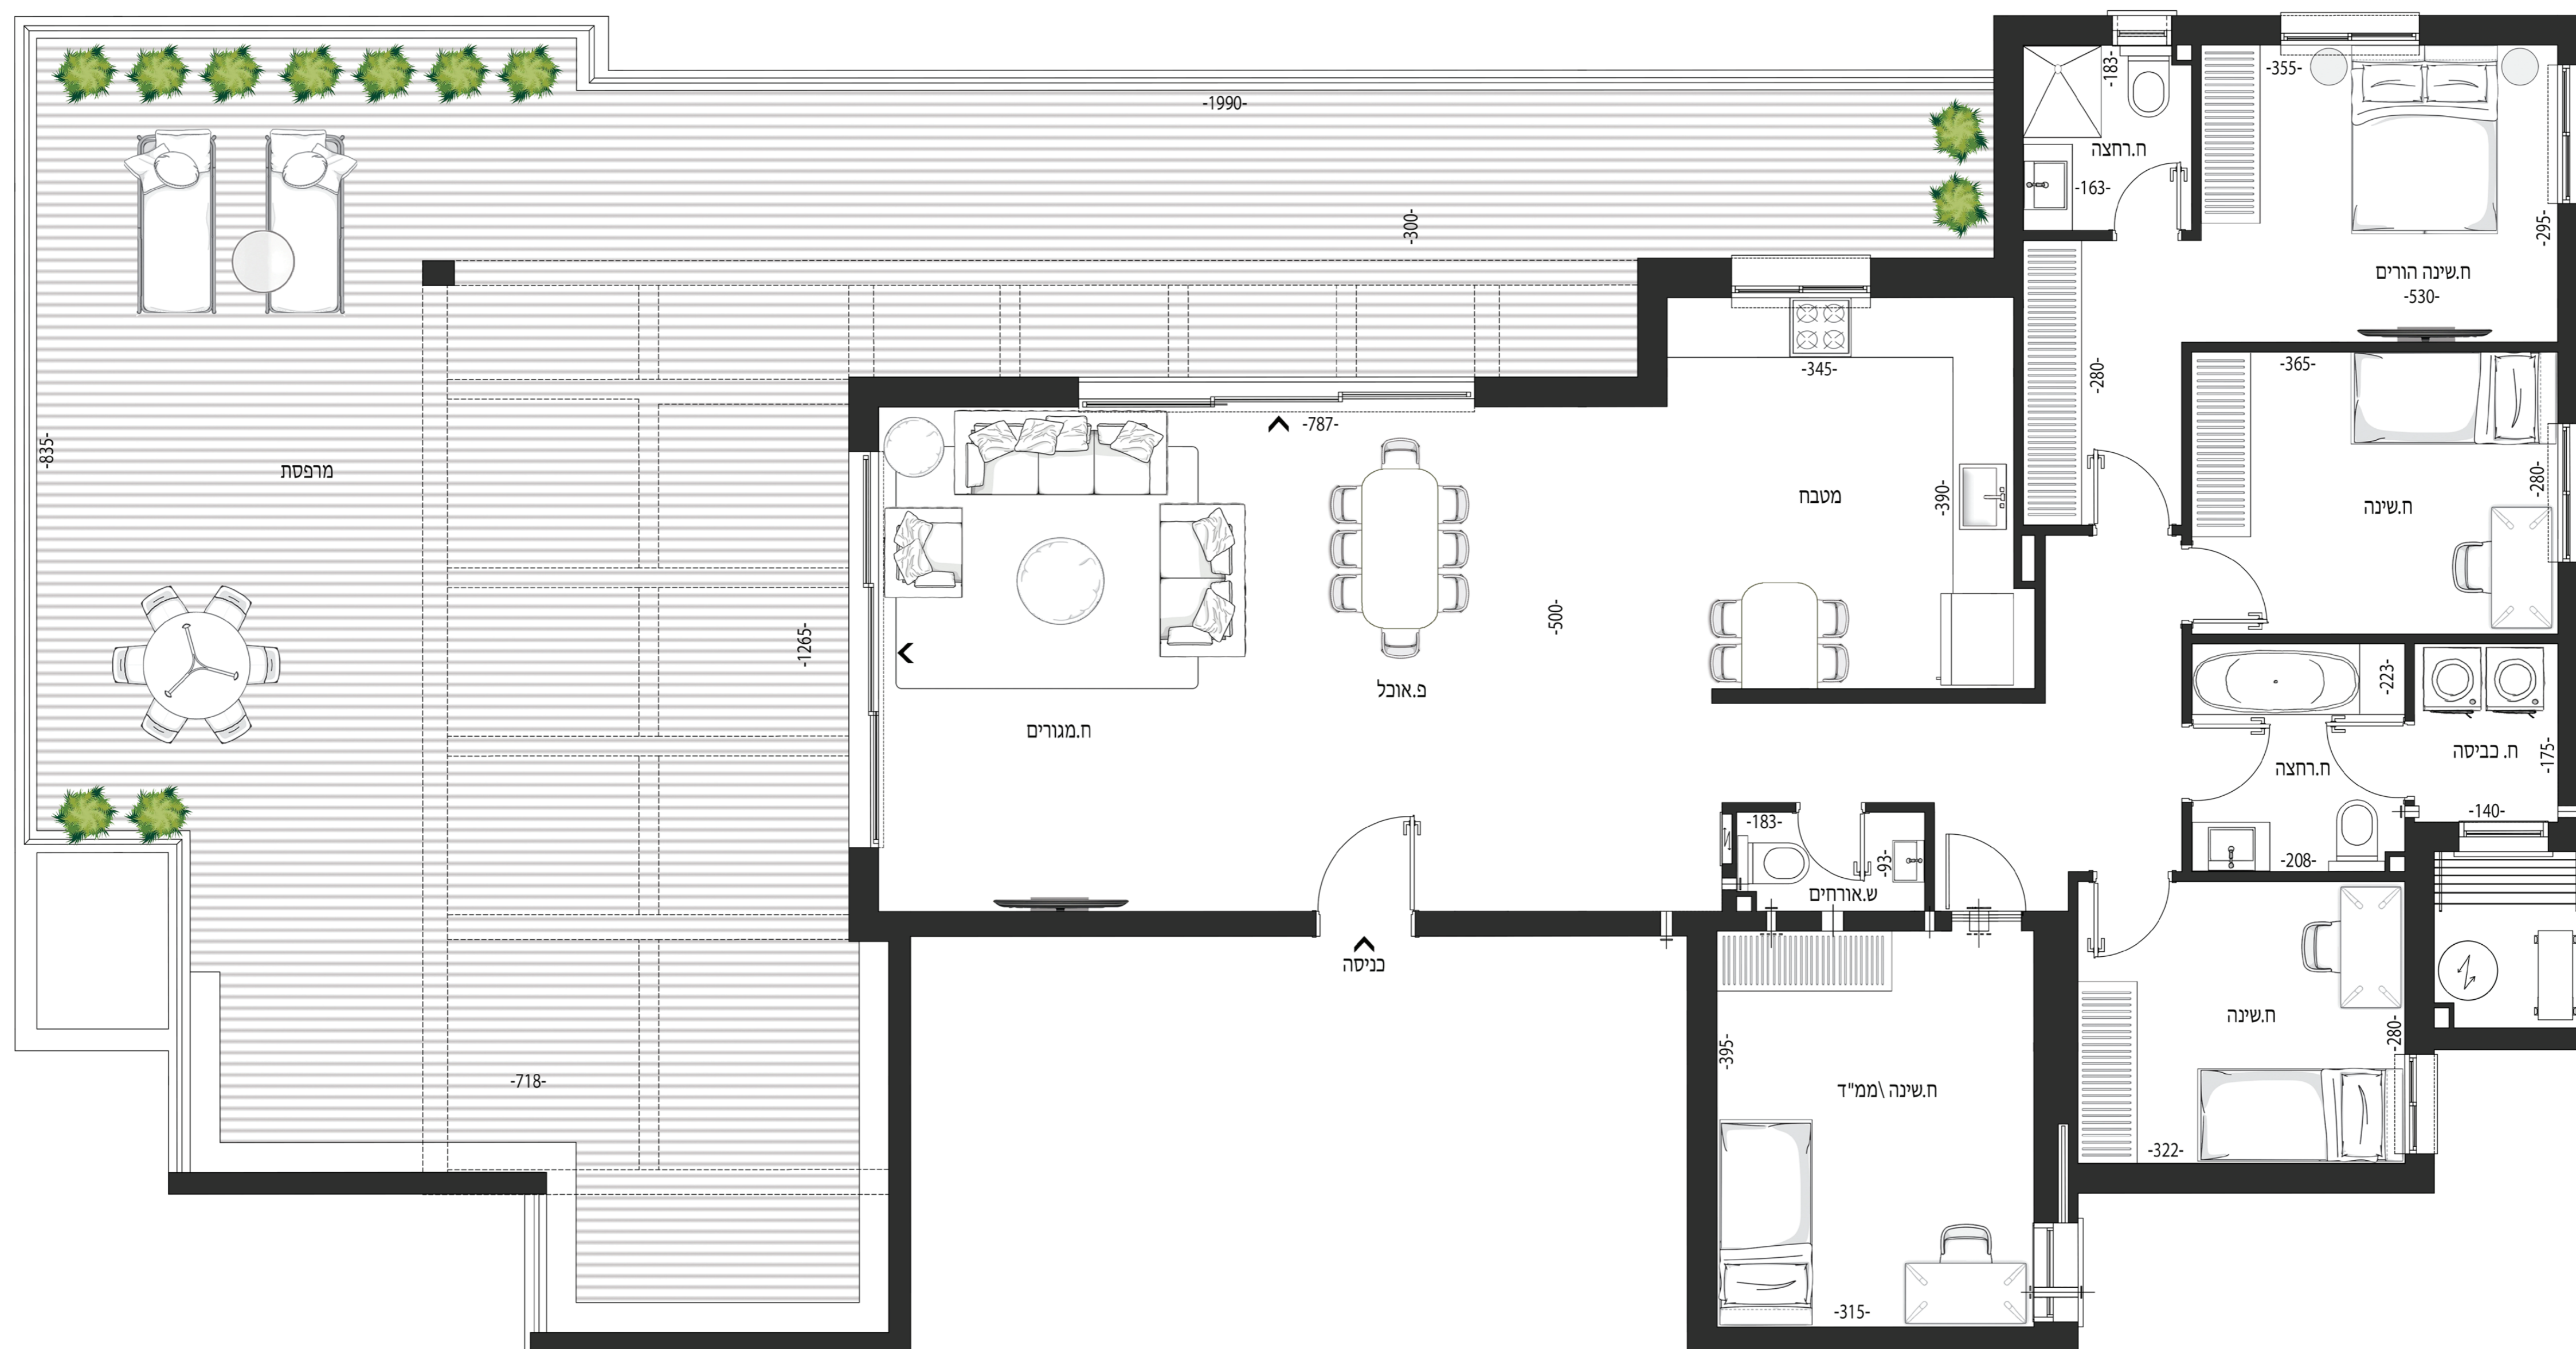 -1990-
-300-
-183-
ח.רחצה
-163-
-355-
-295-
ח.שינה הורים
-530-
-280-
-365-
-280-
ח.שינה
-835-
מרפסת
-1265-
-718-
-787-
-500-
פ.אוכל
ח.מגורים
-345-
-390-
מטבח
-223-
ח.רחצה
-208-
ח. כביסה
-175-
-140-
-183-
-93-
ש.אורחים
כניסה
-395-
ח.שינה \ממ"ד
-315-
ח.שינה
-280-
-322-